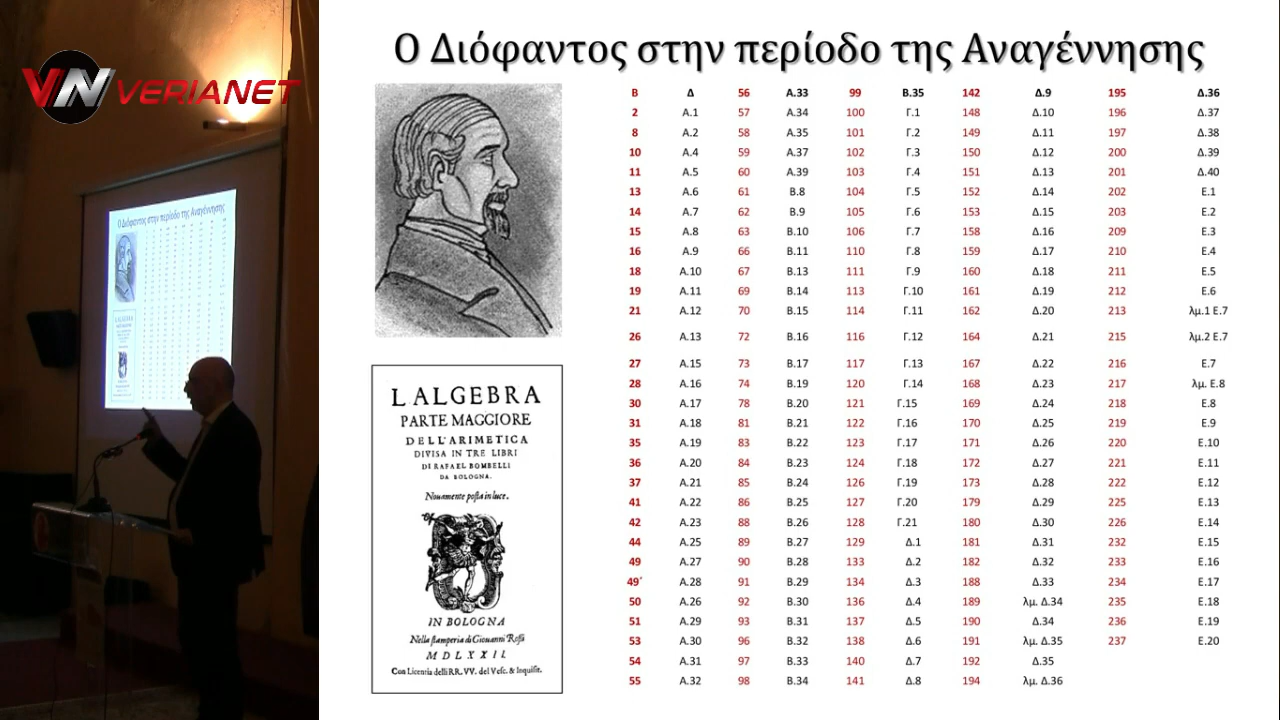 VN VERIANET
Ο Διόφαντος στην περίοδο της Αναγέννησης
Ο Διόφαντος στην περίοδο της Αναγέννησης
L ALGEBRA
PARTE MAGGIORE
DELL'ARIMETICA
DIVISA IN TRE LIBRI
DI RAFAEL BOMBELLI
DA BOLOGNA.
Nouamente posta in luce.
IN BOLOGNA
Nella stamperia di Giouanni Rossi
MDLXXII.
Con Licentia delli RR. VV. del Vesc. & Inquisit.
B Δ 56 Α.33 99 Β.35 142 Δ.9 195 Δ.36
2 Α.1 57 Α.34 100 Γ.1 148 Δ.10 196 Δ.37
8 Α.2 58 Α.35 101 Γ.2 149 Δ.11 197 Δ.38
10 Α.4 59 Α.37 102 Γ.3 150 Δ.12 200 Δ.39
11 Α.5 60 Α.39 103 Γ.4 151 Δ.13 201 Δ.40
13 Α.6 61 Β.8 104 Γ.5 152 Δ.14 202 Ε.1
14 Α.7 62 Β.9 105 Γ.6 153 Δ.15 203 Ε.2
15 Α.8 63 Β.10 106 Γ.7 158 Δ.16 209 Ε.3
16 Α.9 66 Β.11 110 Γ.8 159 Δ.17 210 Ε.4
18 Α.10 67 Β.13 111 Γ.9 160 Δ.18 211 Ε.5
19 Α.11 69 Β.14 113 Γ.10 161 Δ.19 212 Ε.6
21 Α.12 70 Β.15 114 Γ.11 162 Δ.20 213 λμ.1 Ε.7
26 Α.13 72 Β.16 116 Γ.12 164 Δ.21 215 λμ.2 Ε.7
27 Α.15 73 Β.17 117 Γ.13 167 Δ.22 216 Ε.7
28 Α.16 74 Β.19 120 Γ.14 168 Δ.23 217 λμ. Ε.8
30 Α.17 78 Β.20 121 Γ.15 169 Δ.24 218 Ε.8
31 Α.18 81 Β.21 122 Γ.16 170 Δ.25 219 Ε.9
35 Α.19 83 Β.22 123 Γ.17 171 Δ.26 220 Ε.10
36 Α.20 84 Β.23 124 Γ.18 172 Δ.27 221 Ε.11
37 Α.21 85 Β.24 126 Γ.19 173 Δ.28 222 Ε.12
41 Α.22 86 Β.25 127 Γ.20 179 Δ.29 225 Ε.13
42 Α.23 88 Β.26 128 Γ.21 180 Δ.30 226 Ε.14
44 Α.25 89 Β.27 129 Δ.1 181 Δ.31 232 Ε.15
49 Α.27 90 Β.28 133 Δ.2 182 Δ.32 233 Ε.16
49΄ Α.28 91 Β.29 134 Δ.3 188 Δ.33 234 Ε.17
50 Α.26 92 Β.30 136 Δ.4 189 λμ. Δ.34 235 Ε.18
51 Α.29 93 Β.31 137 Δ.5 190 Δ.34 236 Ε.19
53 Α.30 96 Β.32 138 Δ.6 191 λμ. Δ.35 237 Ε.20
54 Α.31 97 Β.33 140 Δ.7 192 Δ.35
55 Α.32 98 Β.34 141 Δ.8 194 λμ. Δ.36